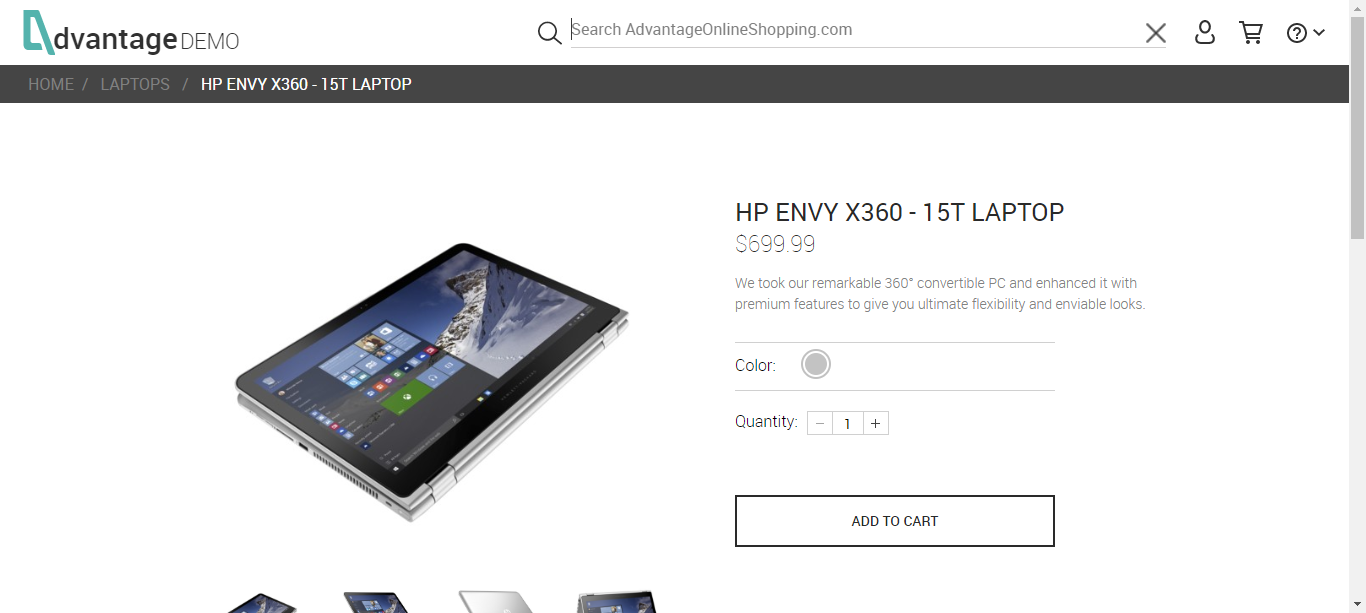 dvantage DEMO
Search AdvantageOnlineShopping.com
HOME / LAPTOPS / HP ENVY X360 - 15T LAPTOP
HP ENVY X360 - 15T LAPTOP
$699.99
We took our remarkable 360° convertible PC and enhanced it with
premium features to give you ultimate flexibility and enviable looks.
Color:
Quantity: − 1 +
ADD TO CART